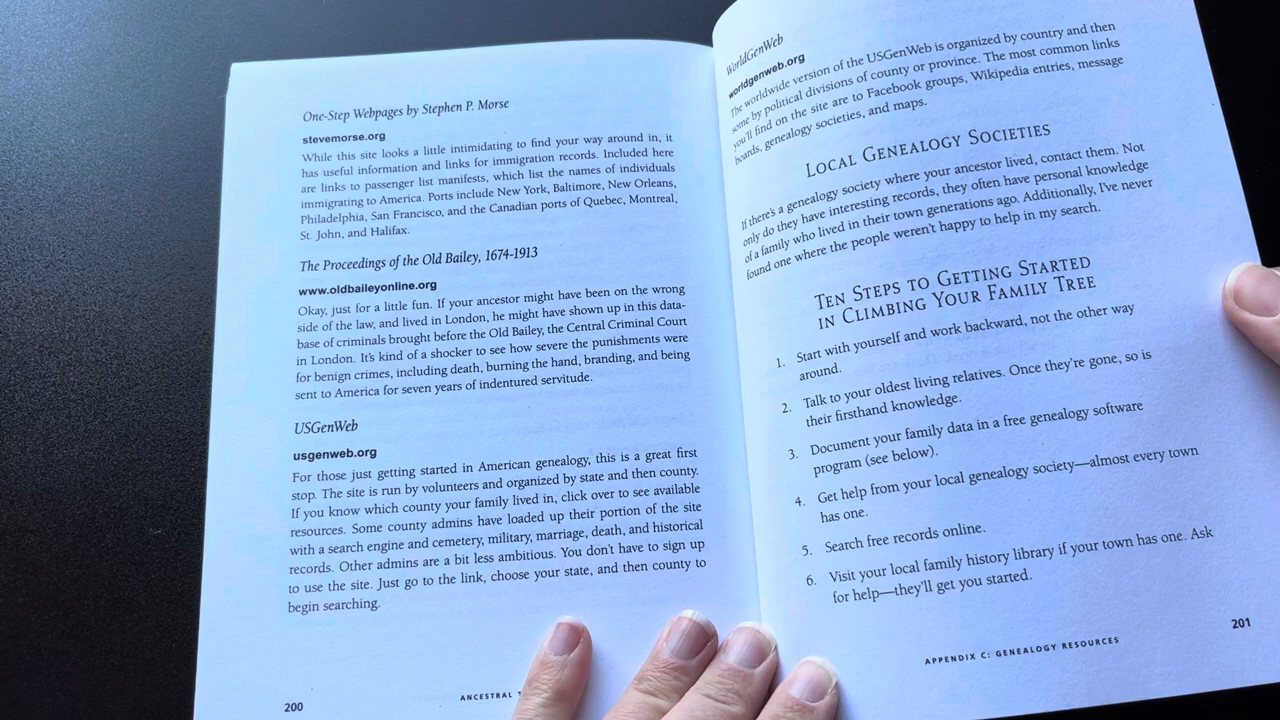 One-Step Webpages by Stephen P. Morse
stevemorse.org
While this site looks a little intimidating to find your way around in, it
has useful information and links for immigration records. Included here
are links to passenger list manifests, which list the names of individuals
immigrating to America. Ports include New York, Baltimore, New Orleans,
Philadelphia, San Francisco, and the Canadian ports of Quebec, Montreal,
St. John, and Halifax.
The Proceedings of the Old Bailey, 1674-1913
www.oldbaileyonline.org
Okay, just for a little fun. If your ancestor might have been on the wrong
side of the law, and lived in London, he might have shown up in this data-
base of criminals brought before the Old Bailey, the Central Criminal Court
in London. It's kind of a shocker to see how severe the punishments were
for benign crimes, including death, burning the hand, branding, and being
sent to America for seven years of indentured servitude.
USGenWeb
usgenweb.org
For those just getting started in American genealogy, this is a great first
stop. The site is run by volunteers and organized by state and then county.
If you know which county your family lived in, click over to see available
resources. Some county admins have loaded up their portion of the site
with a search engine and cemetery, military, marriage, death, and historical
records. Other admins are a bit less ambitious. You don't have to sign up
to use the site. Just go to the link, choose your state, and then county to
begin searching.
200
ANCESTRAL
WorldGenWeb
worldgenweb.org
The worldwide version of the USGenWeb is organized by country and then
some by political divisions of county or province. The most common links
you'll find on the site are to Facebook groups, Wikipedia entries, message
boards, genealogy societies, and maps.
LOCAL GENEALOGY SOCIETIES
If there's a genealogy society where your ancestor lived, contact them. Not
only do they have interesting records, they often have personal knowledge
of a family who lived in their town generations ago. Additionally, I've never
found one where the people weren't happy to help in my search.
TEN STEPS TO GETTING STARTED
IN CLIMBING YOUR FAMILY TREE
1. Start with yourself and work backward, not the other way
around.
2. Talk to your oldest living relatives. Once they're gone, so is
their firsthand knowledge.
3. Document your family data in a free genealogy software
program (see below).
4. Get help from your local genealogy society—almost every town
has one.
5. Search free records online.
6. Visit your local family history library if your town has one. Ask
for help—they'll get you started.
APPENDIX C: GENEALOGY RESOURCES
201